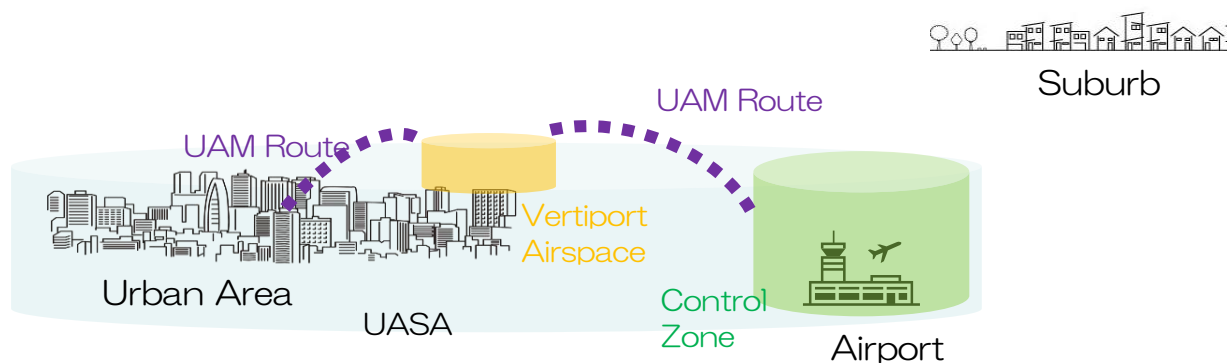 Suburb
UAM Route
UAM Route
Vertiport
Airspace
Urban Area
UASA
Control
Zone
Airport